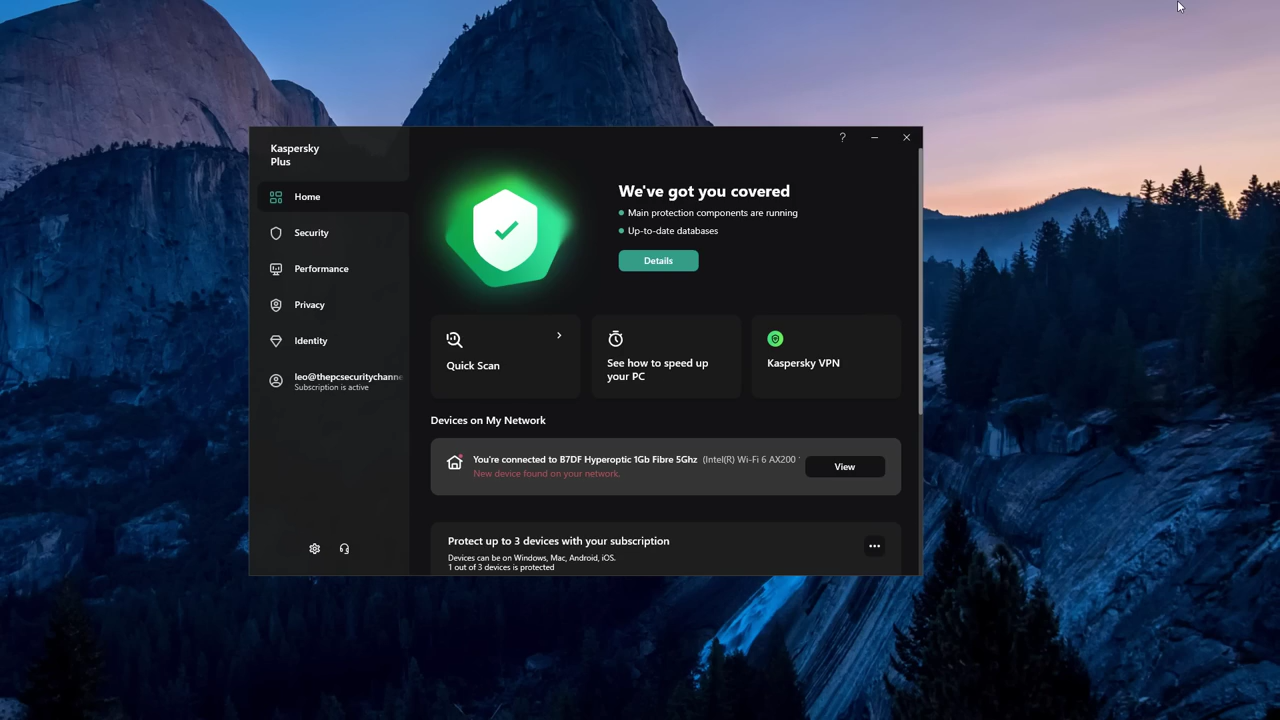 Kaspersky
Plus
Home
Security
Performance
Privacy
Identity
leo@thepcsecuritychanne
Subscription is active
?
We've got you covered
Main protection components are running
Up-to-date databases
Details
Quick Scan
See how to speed up
your PC
Kaspersky VPN
Devices on My Network
You're connected to B7DF Hyperoptic 1Gb Fibre 5Ghz (Intel(R) Wi-Fi 6 AX200
New device found on your network.
View
Protect up to 3 devices with your subscription
Devices can be on Windows, Mac, Android, iOS.
1 out of 3 devices is protected